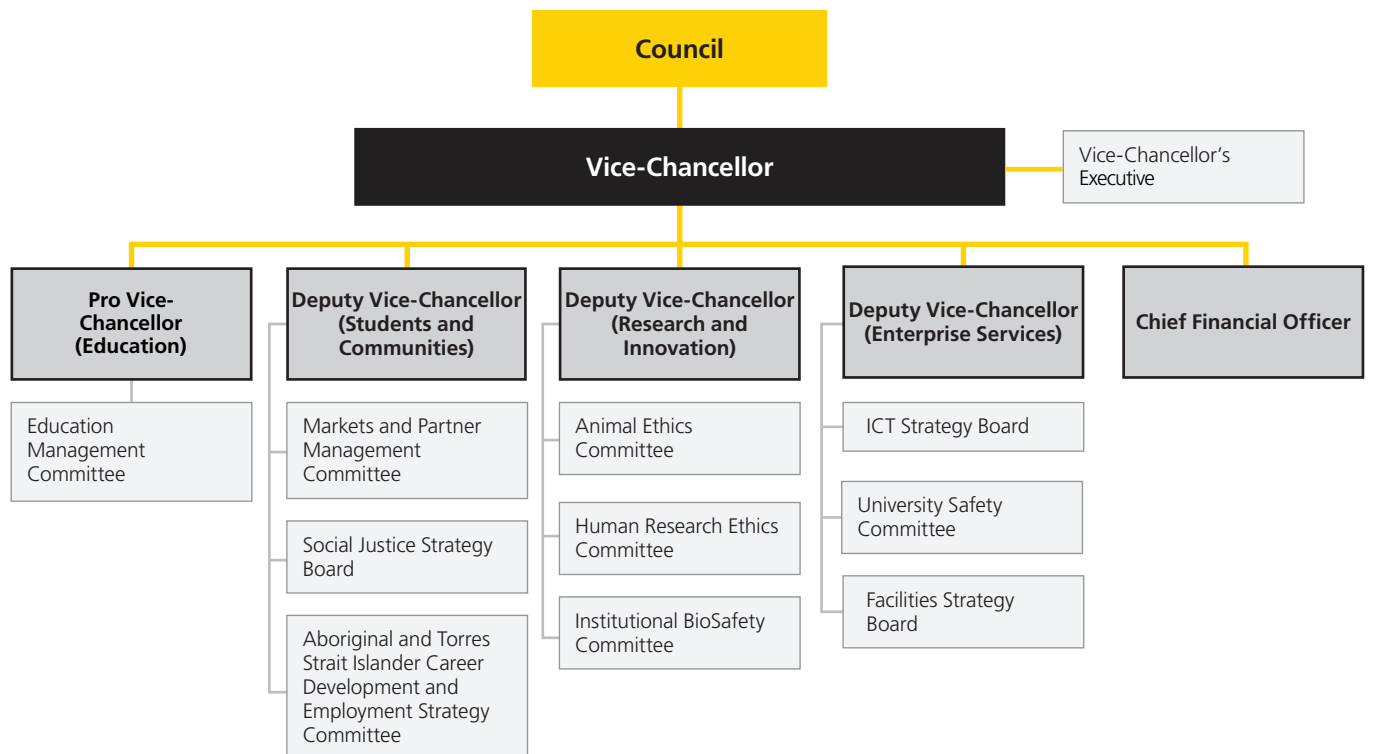 Council
Vice-Chancellor
Vice-Chancellor's
Executive
Pro Vice-
Chancellor
(Education)
Deputy Vice-Chancellor
(Students and
Communities)
Deputy Vice-Chancellor
(Research and
Innovation)
Deputy Vice-Chancellor
(Enterprise Services)
Chief Financial Officer
Education
Management
Committee
Markets and Partner
Management
Committee
Social Justice Strategy
Board
Aboriginal and Torres
Strait Islander Career
Development and
Employment Strategy
Committee
Animal Ethics
Committee
Human Research Ethics
Committee
Institutional BioSafety
Committee
ICT Strategy Board
University Safety
Committee
Facilities Strategy
Board